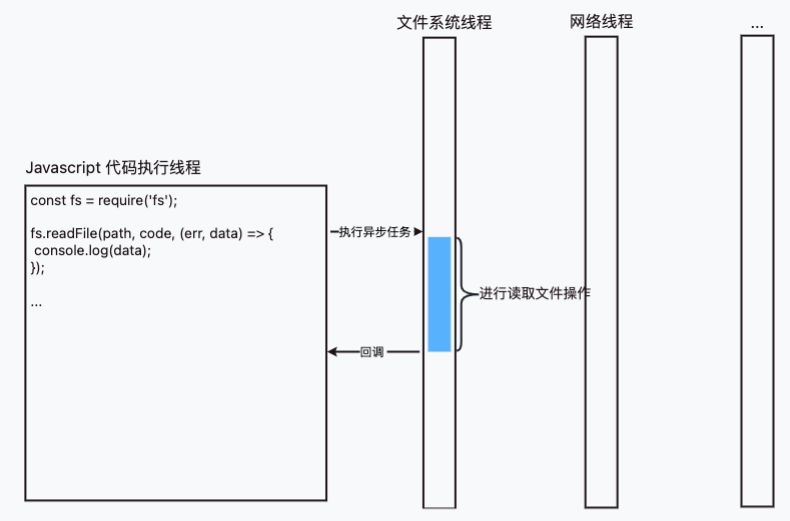 文件系统线程
网络线程
...
Javascript 代码执行线程
const fs = require('fs');
fs.readFile(path, code, (err, data) => {
console.log(data);
});
...
执行异步任务
进行读取文件操作
回调